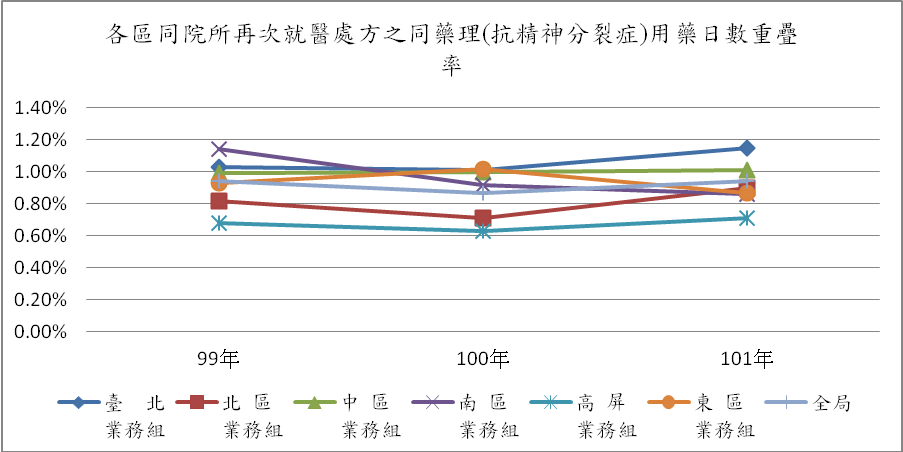 各區同院所再次就醫處方之同藥理(抗精神分裂症)用藥日數重疊
率
1.40%
1.20%
1.00%
0.80%
0.60%
0.40%
0.20%
0.00%
99年 100年 101年
臺 北 北 區 中 區 南 區 高 屏 東 區 全局
業務組 業務組 業務組 業務組 業務組 業務組